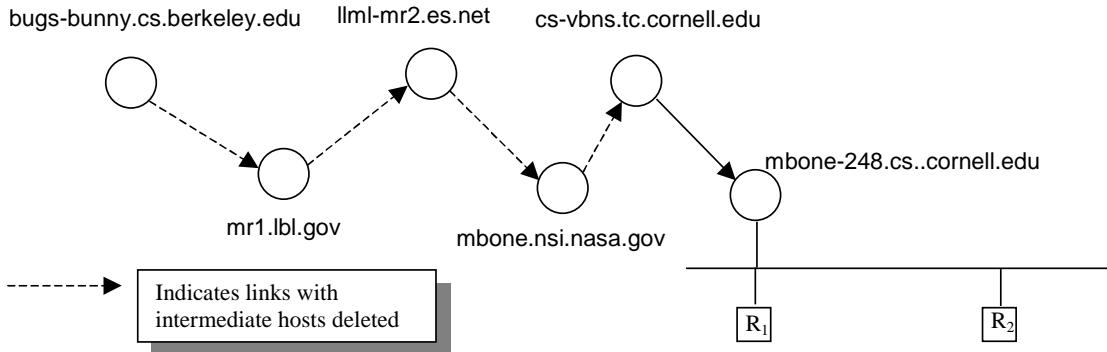 bugs-bunny.cs.berkeley.edu
llml-mr2.es.net
cs-vbns.tc.cornell.edu
mbone-248.cs..cornell.edu
mr1.lbl.gov
mbone.nsi.nasa.gov
Indicates links with
intermediate hosts deleted
R1
R2